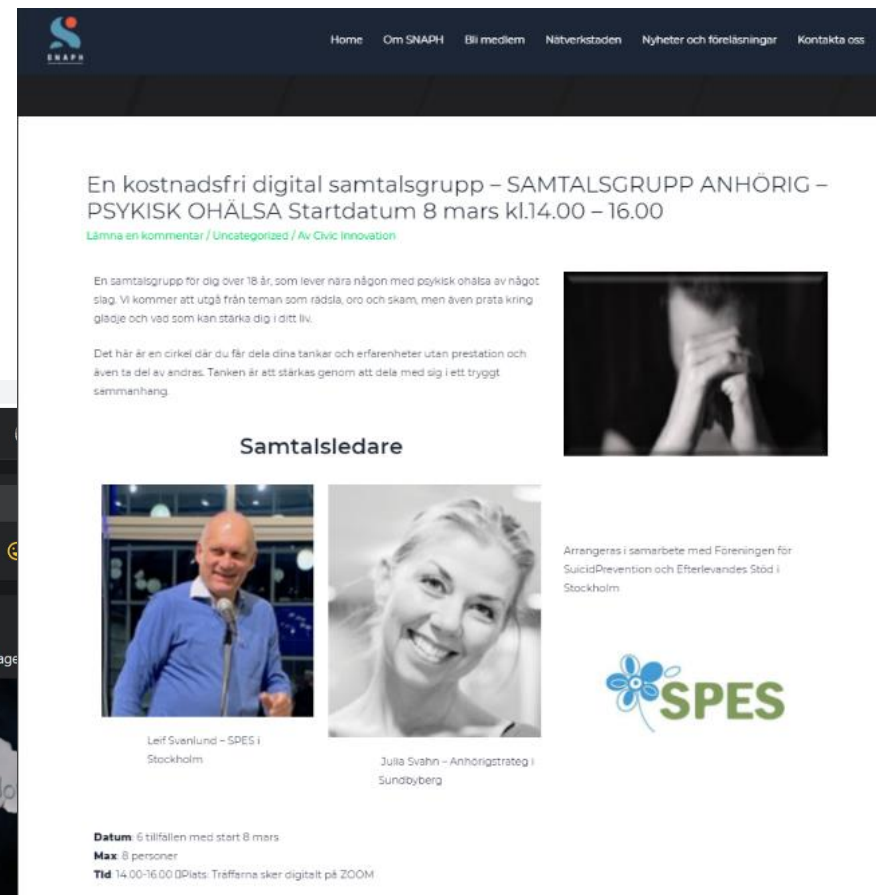 SNAPH
Home Om SNAPH Bli medlem Nätverkstaden Nyheter och föreläsningar Kontakta oss
En kostnadsfri digital samtalsgrupp – SAMTALSGRUPP ANHÖRIG –
PSYKISK OHÄLSA Startdatum 8 mars kl.14.00 – 16.00
Lämna en kommentar / Uncategorized / Av Civic Innovation
En samtalsgrupp för dig över 18 år, som lever nära någon med psykisk ohälsa av något
slag. Vi kommer att utgå från teman som rädsla, oro och skam, men även prata kring
glädje och vad som kan stärka dig i ditt liv.
Det här är en cirkel där du får dela dina tankar och erfarenheter utan prestation och
även ta del av andras. Tanken är att stärkas genom att dela med sig i ett tryggt
sammanhang.
Samtalsledare
Leif Svanlund – SPES i
Stockholm
Julia Svahn – Anhörigstrateg i
Sundbyberg
Arrangeras i samarbete med Föreningen för
SuicidPrevention och Efterlevandes Stöd i
Stockholm
SPES
Datum: 6 tillfällen med start 8 mars
Max: 8 personer
Tid: 14.00-16.00 Plats: Träffarna sker digitalt på ZOOM